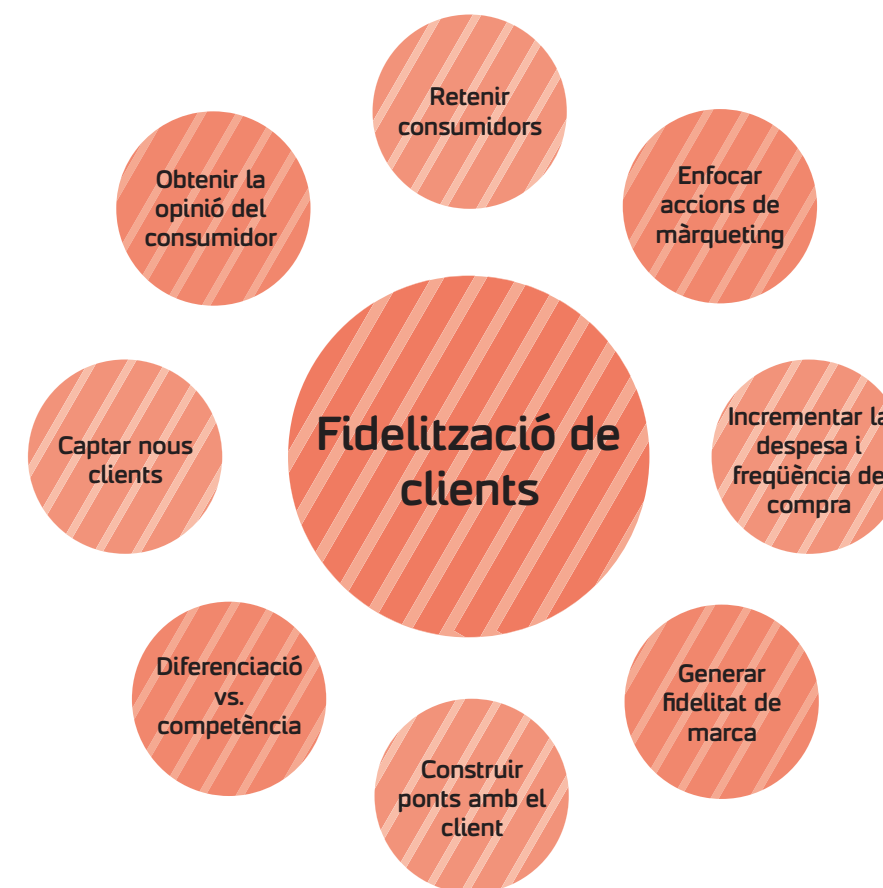 Retenir
consumidors
Obtenir la
opinió del
consumidor
Enfocar
accions de
màrqueting
Fidelització de
clients
Captar nous
clients
Incrementar la
despesa i
freqüència de
compra
Diferenciació
vs.
competència
Generar
fidelitat de
marca
Construir
ponts amb el
client